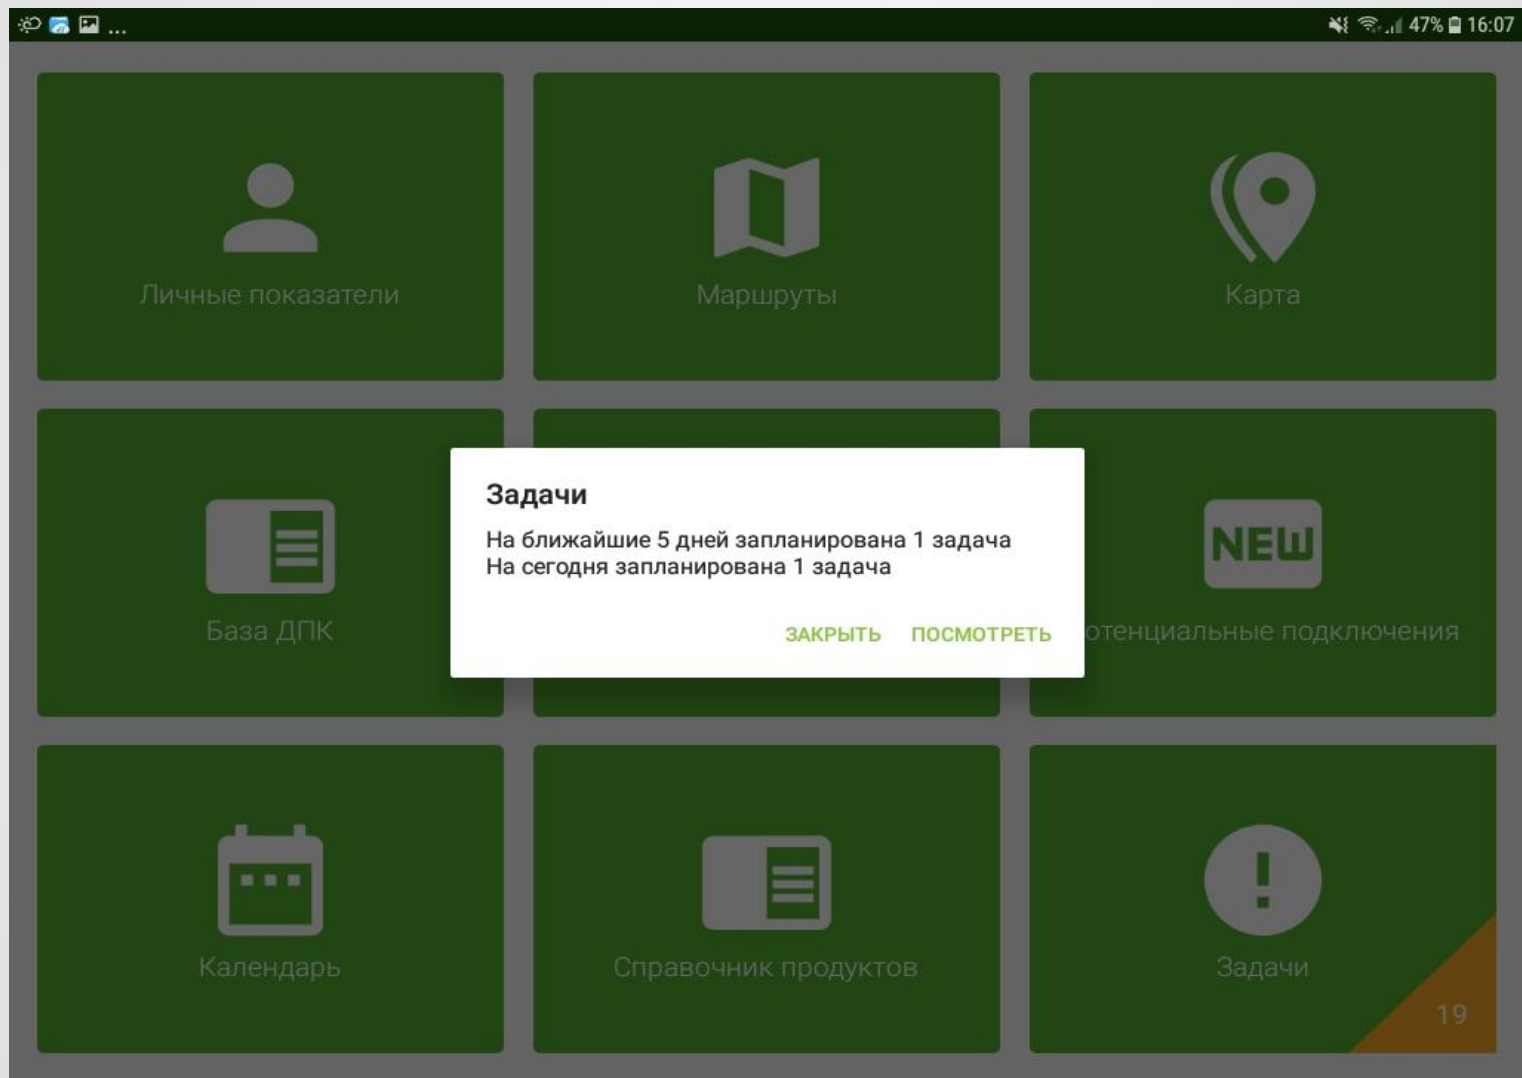 ... 47% 16:07
Личные показатели
Маршруты
Карта
База ДПК
NEW
отенциальные подключения
Задачи
На ближайшие 5 дней запланирована 1 задача
На сегодня запланирована 1 задача
ЗАКРЫТЬ ПОСМОТРЕТЬ
Календарь
Справочник продуктов
Задачи
19